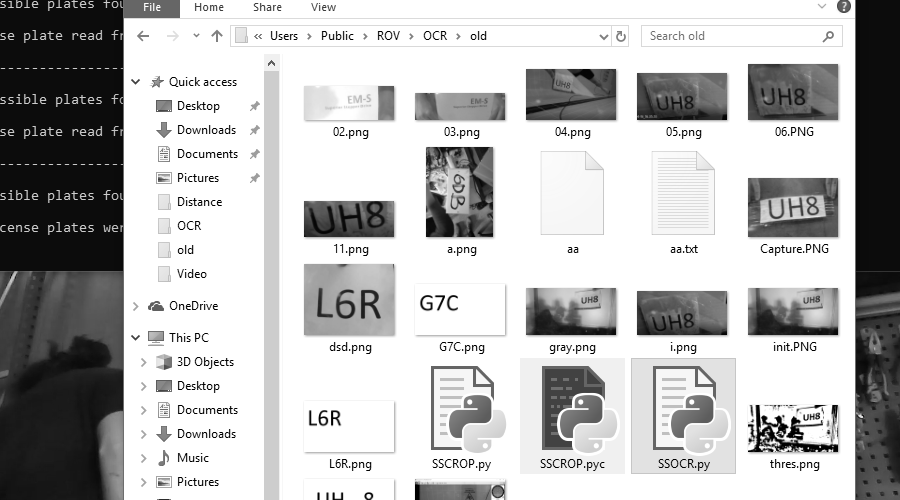 sible plates fou
se plate read fr
-----------------
ssible plates fo
se plate read fr
-----------------
sible plates fou
cense plates wer
File Home Share View
« Users > Public > ROV > OCR > old
Search old
Quick access
Desktop
Downloads
Documents
Pictures
Distance
OCR
old
Video
OneDrive
This PC
3D Objects
Desktop
Documents
Downloads
Music
Pictures
EM-S
EM-S
UH8
UH8
UH8
02.png 03.png 04.png 05.png 06.PNG
UH8
6DB
UH8
11.png a.png aa aa.txt Capture.PNG
L6R
G7C
UH8
UH8
UH8
dsd.png G7C.png gray.png i.png init.PNG
L6R
UH8
L6R.png SSCROP.py SSCROP.pyc SSOCR.py thres.png
UH 8